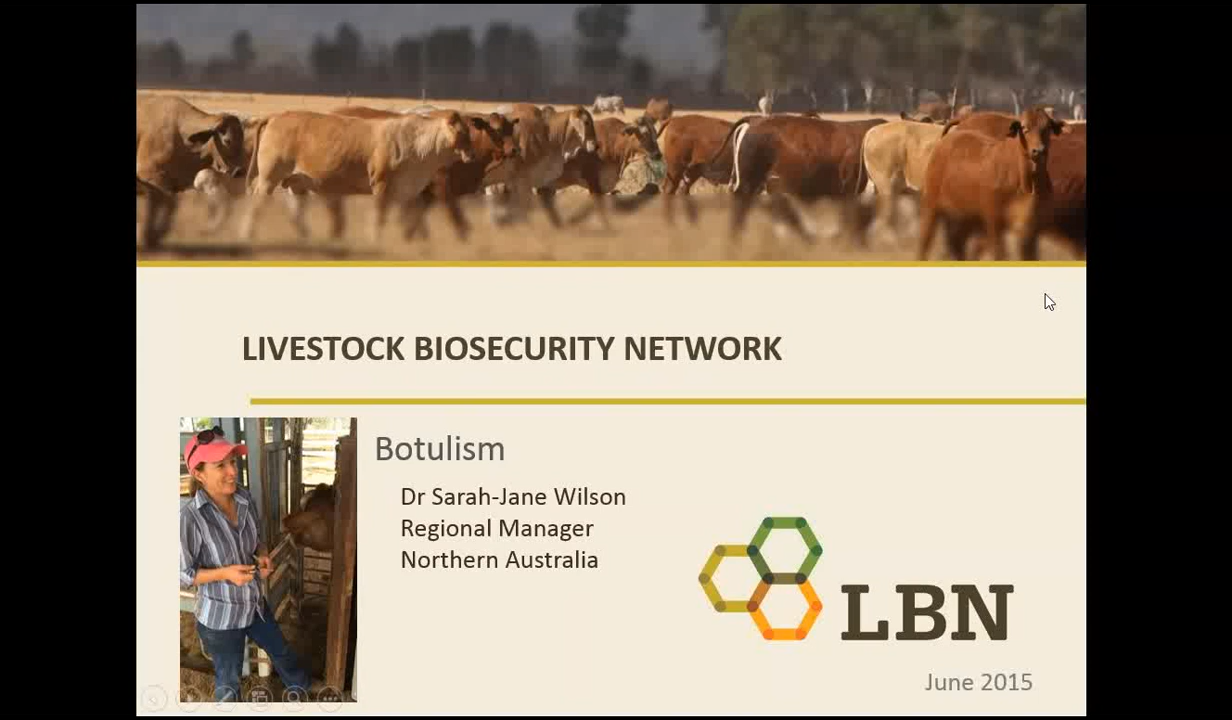 LIVESTOCK BIOSECURITY NETWORK
Botulism
Dr Sarah-Jane Wilson
Regional Manager
Northern Australia
LBN
June 2015